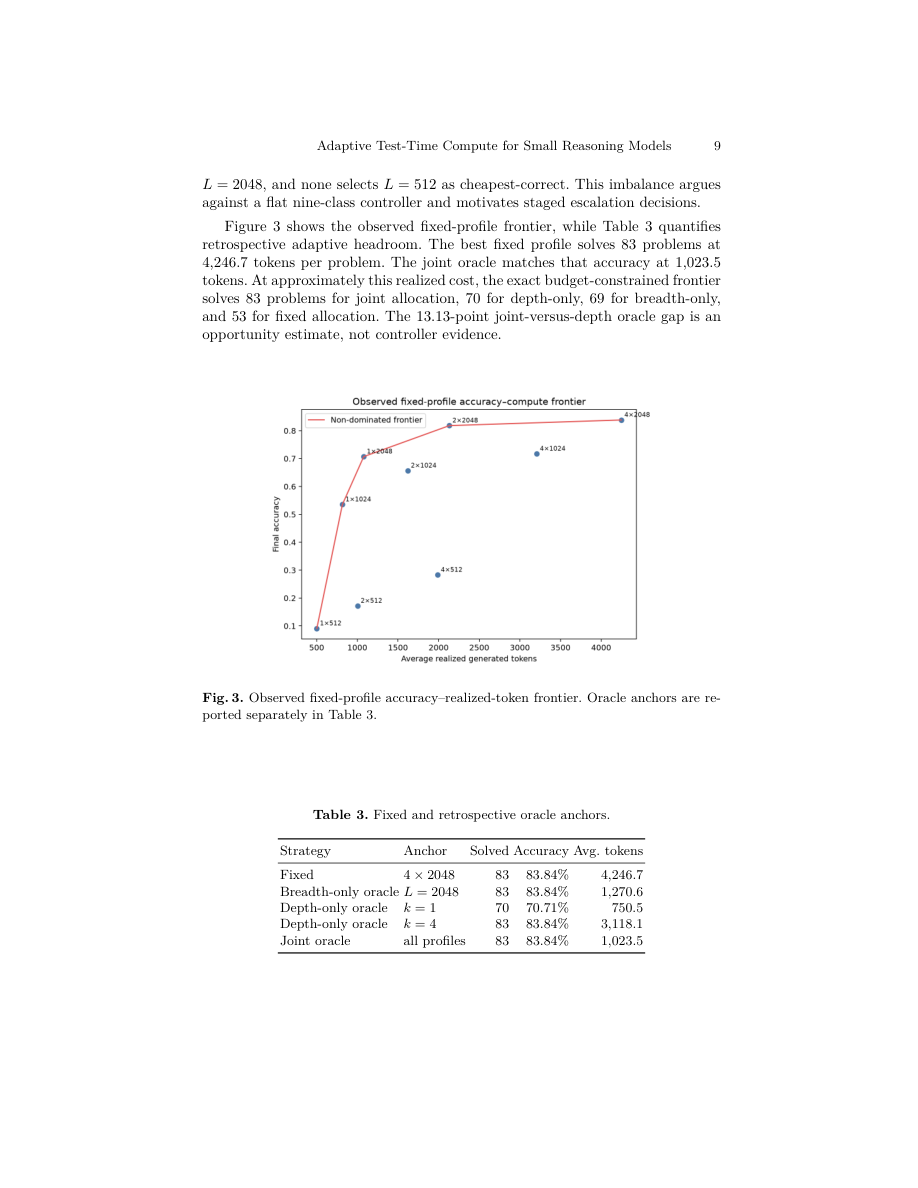 Adaptive Test-Time Compute for Small Reasoning Models 9
L = 2048, and none selects L = 512 as cheapest-correct. This imbalance argues
against a flat nine-class controller and motivates staged escalation decisions.
Figure 3 shows the observed fixed-profile frontier, while Table 3 quantifies
retrospective adaptive headroom. The best fixed profile solves 83 problems at
4,246.7 tokens per problem. The joint oracle matches that accuracy at 1,023.5
tokens. At approximately this realized cost, the exact budget-constrained frontier
solves 83 problems for joint allocation, 70 for depth-only, 69 for breadth-only,
and 53 for fixed allocation. The 13.13-point joint-versus-depth oracle gap is an
opportunity estimate, not controller evidence.
Observed fixed-profile accuracy–compute frontier
Non-dominated frontier
4×2048
2×2048
1×2048
4×1024
2×1024
1×1024
4×512
2×512
1×512
0.8
0.7
0.6
0.5
0.4
0.3
0.2
0.1
Final accuracy
500 1000 1500 2000 2500 3000 3500 4000
Average realized generated tokens
Fig. 3. Observed fixed-profile accuracy–realized-token frontier. Oracle anchors are re-
ported separately in Table 3.
Table 3. Fixed and retrospective oracle anchors.
Strategy Anchor Solved Accuracy Avg. tokens
Fixed 4 × 2048 83 83.84% 4,246.7
Breadth-only oracle L = 2048 83 83.84% 1,270.6
Depth-only oracle k = 1 70 70.71% 750.5
Depth-only oracle k = 4 83 83.84% 3,118.1
Joint oracle all profiles 83 83.84% 1,023.5